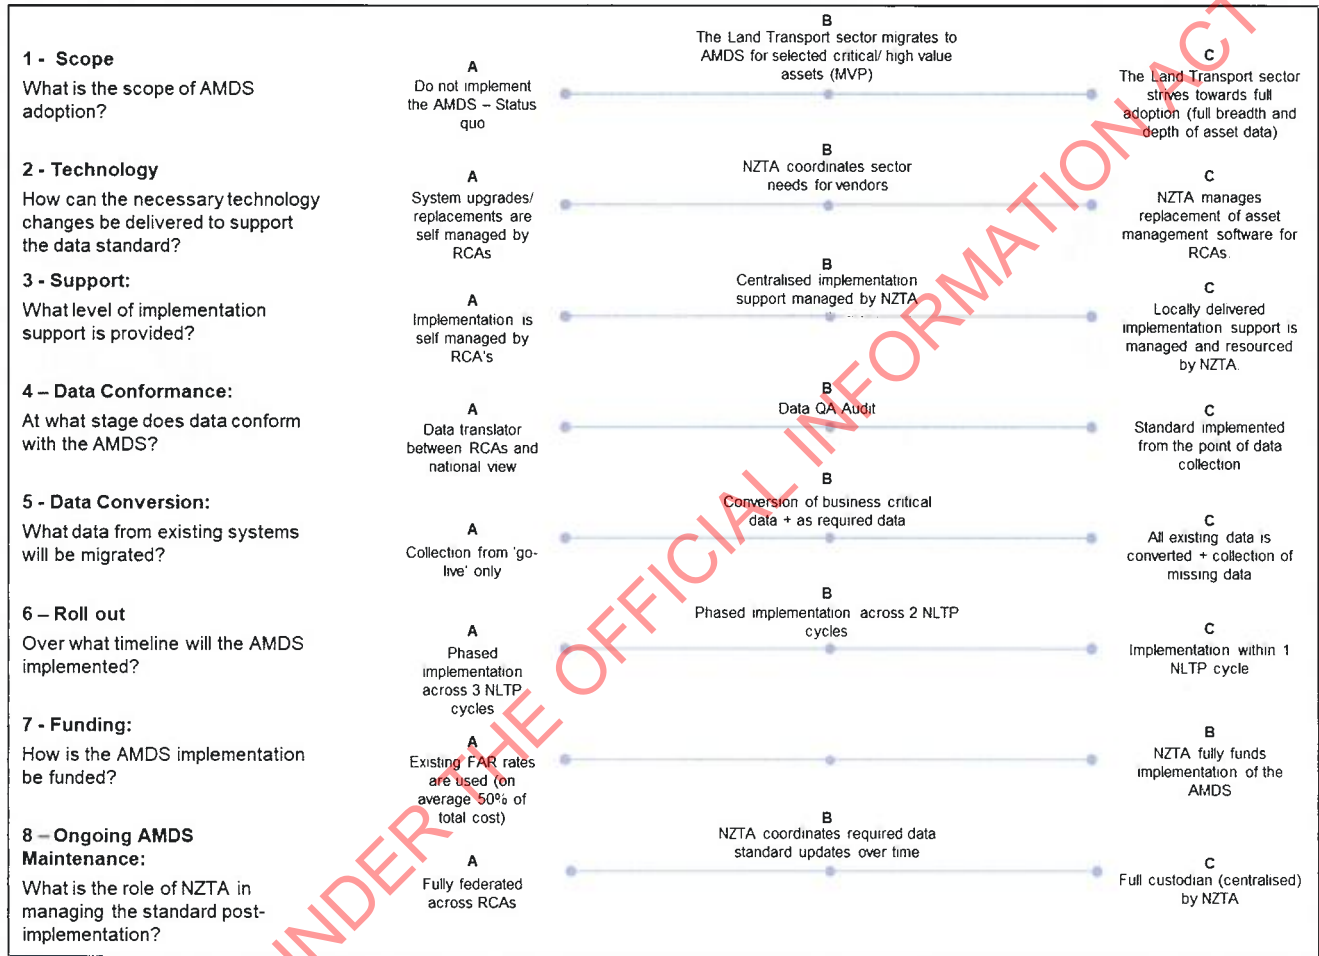 1 - Scope
What is the scope of AMDS
adoption?
A
Do not implement
the AMDS – Status
quo
B
The Land Transport sector migrates to
AMDS for selected critical/ high value
assets (MVP)
C
The Land Transport sector
strives towards full
adoption (full breadth and
depth of asset data)
2 - Technology
How can the necessary technology
changes be delivered to support
the data standard?
A
System upgrades/
replacements are
self managed by
RCAs
B
NZTA coordinates sector
needs for vendors
C
NZTA manages
replacement of asset
management software for
RCAs.
3 - Support:
What level of implementation
support is provided?
A
Implementation is
self managed by
RCA's
B
Centralised implementation
support managed by NZTA
C
Locally delivered
implementation support is
managed and resourced
by NZTA.
4 – Data Conformance:
At what stage does data conform
with the AMDS?
A
Data translator
between RCAs and
national view
B
Data QA Audit
C
Standard implemented
from the point of data
collection
5 - Data Conversion:
What data from existing systems
will be migrated?
A
Collection from 'go-
live' only
B
Conversion of business critical
data + as required data
C
All existing data is
converted + collection of
missing data
6 – Roll out
Over what timeline will the AMDS
implemented?
A
Phased
implementation
across 3 NLTP
cycles
B
Phased implementation across 2 NLTP
cycles
C
Implementation within 1
NLTP cycle
7 - Funding:
How is the AMDS implementation
be funded?
A
Existing FAR rates
are used (on
average 50% of
total cost)
B
NZTA fully funds
implementation of the
AMDS
8 – Ongoing AMDS
Maintenance:
What is the role of NZTA in
managing the standard post-
implementation?
A
Fully federated
across RCAs
B
NZTA coordinates required data
standard updates over time
C
Full custodian (centralised)
by NZTA
UNDER THE OFFICIAL INFORMATION ACT